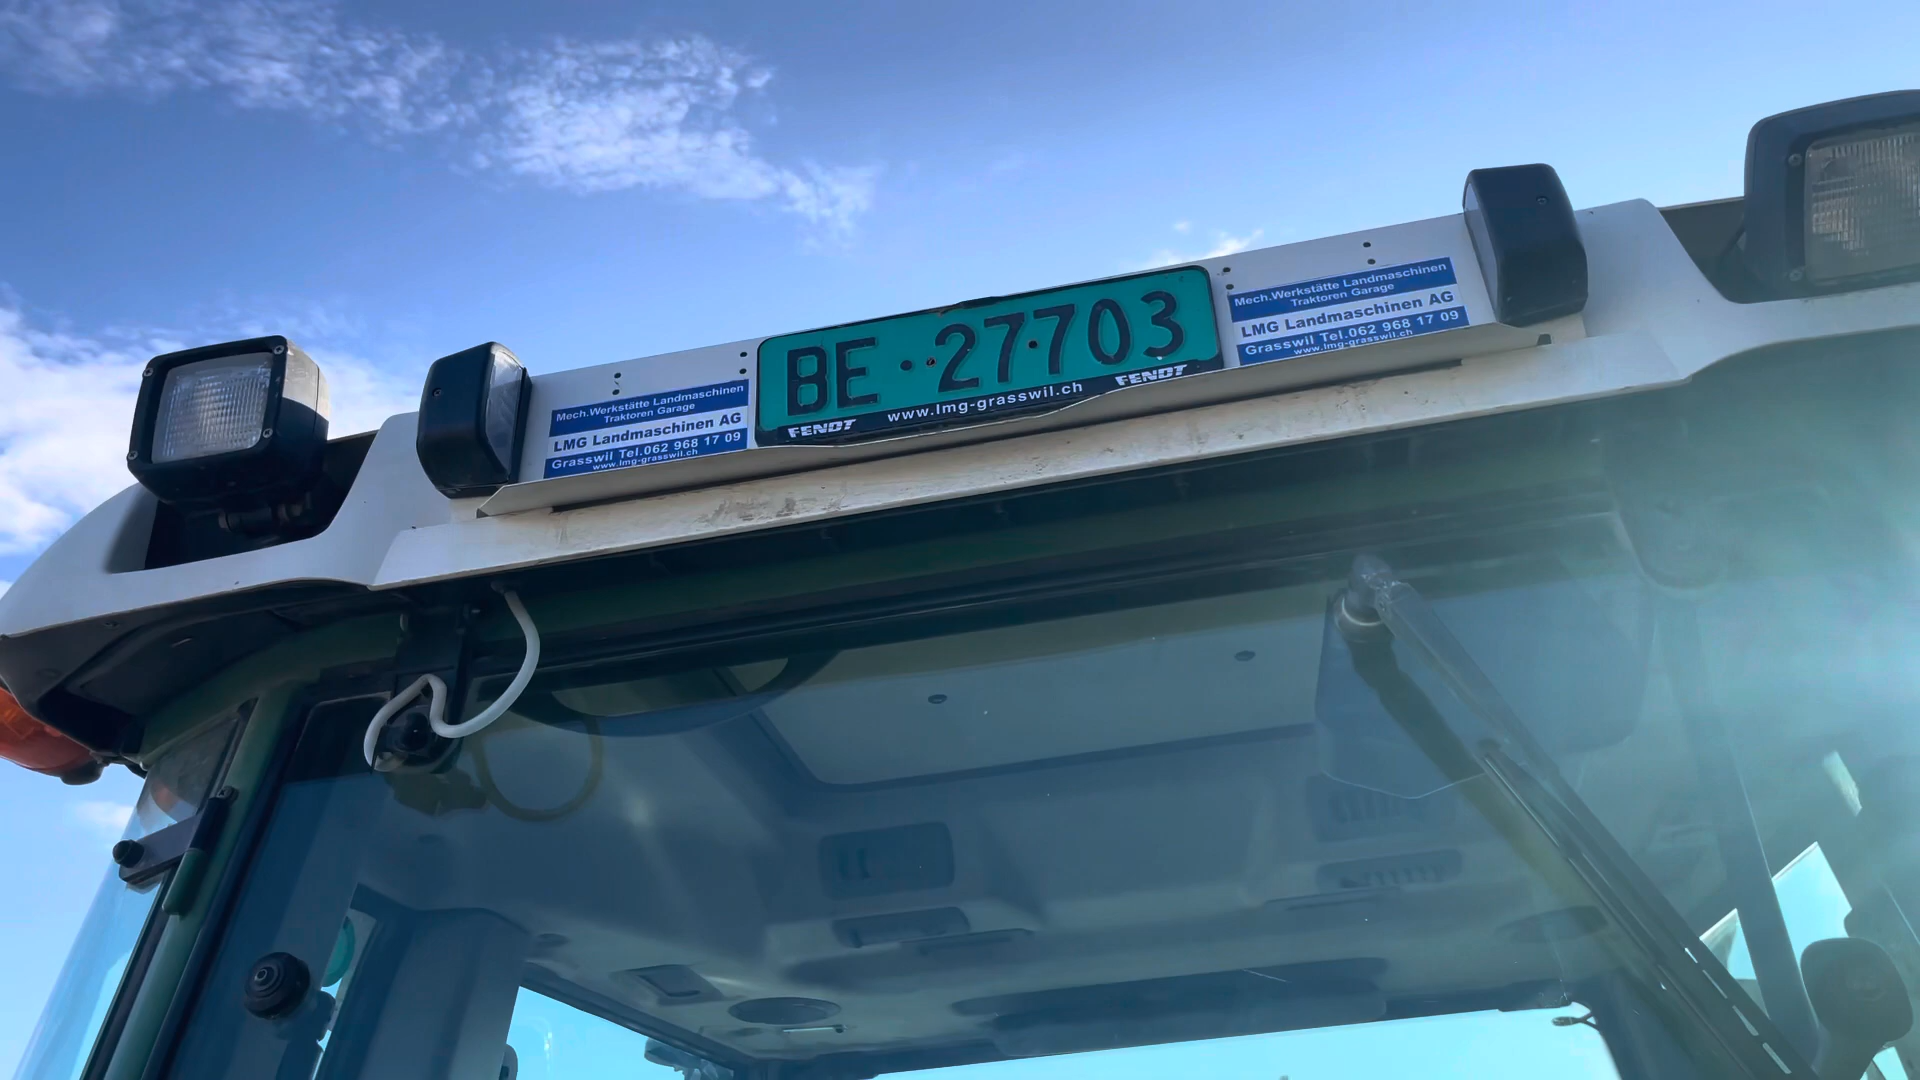 Mech.Werkstätte Landmaschinen
Traktoren Garage
LMG Landmaschinen AG
Grasswil Tel.062 968 17 09
www.lmg-grasswil.ch
BE·27703
FENDT www.lmg-grasswil.ch FENDT
Mech.Werkstätte Landmaschinen
Traktoren Garage
LMG Landmaschinen AG
Grasswil Tel.062 968 17 09
www.lmg-grasswil.ch